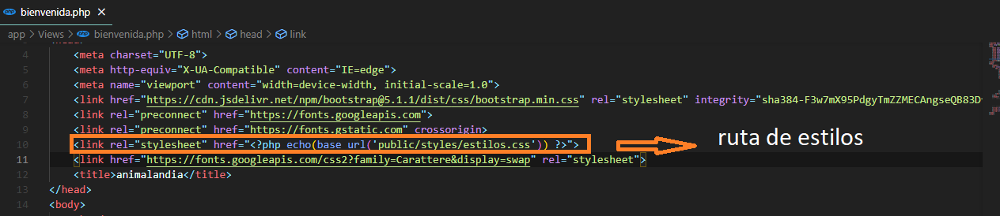 bienvenida.php ×
app > Views > bienvenida.php > html > head > link
4 <meta charset="UTF-8">
5 <meta http-equiv="X-UA-Compatible" content="IE=edge">
6 <meta name="viewport" content="width=device-width, initial-scale=1.0">
7 <link href="https://cdn.jsdelivr.net/npm/bootstrap@5.1.1/dist/css/bootstrap.min.css" rel="stylesheet" integrity="sha384-F3w7mX95PdgyTmZZMECAngseQB83D
8 <link rel="preconnect" href="https://fonts.googleapis.com">
9 <link rel="preconnect" href="https://fonts.gstatic.com" crossorigin>
10 <link rel="stylesheet" href="<?php echo(base_url('public/styles/estilos.css')) ?>">
ruta de estilos
11 <link href="https://fonts.googleapis.com/css2?family=Carattere&display=swap" rel="stylesheet">
12 <title>animalandia</title>
13 </head>
14 <body>